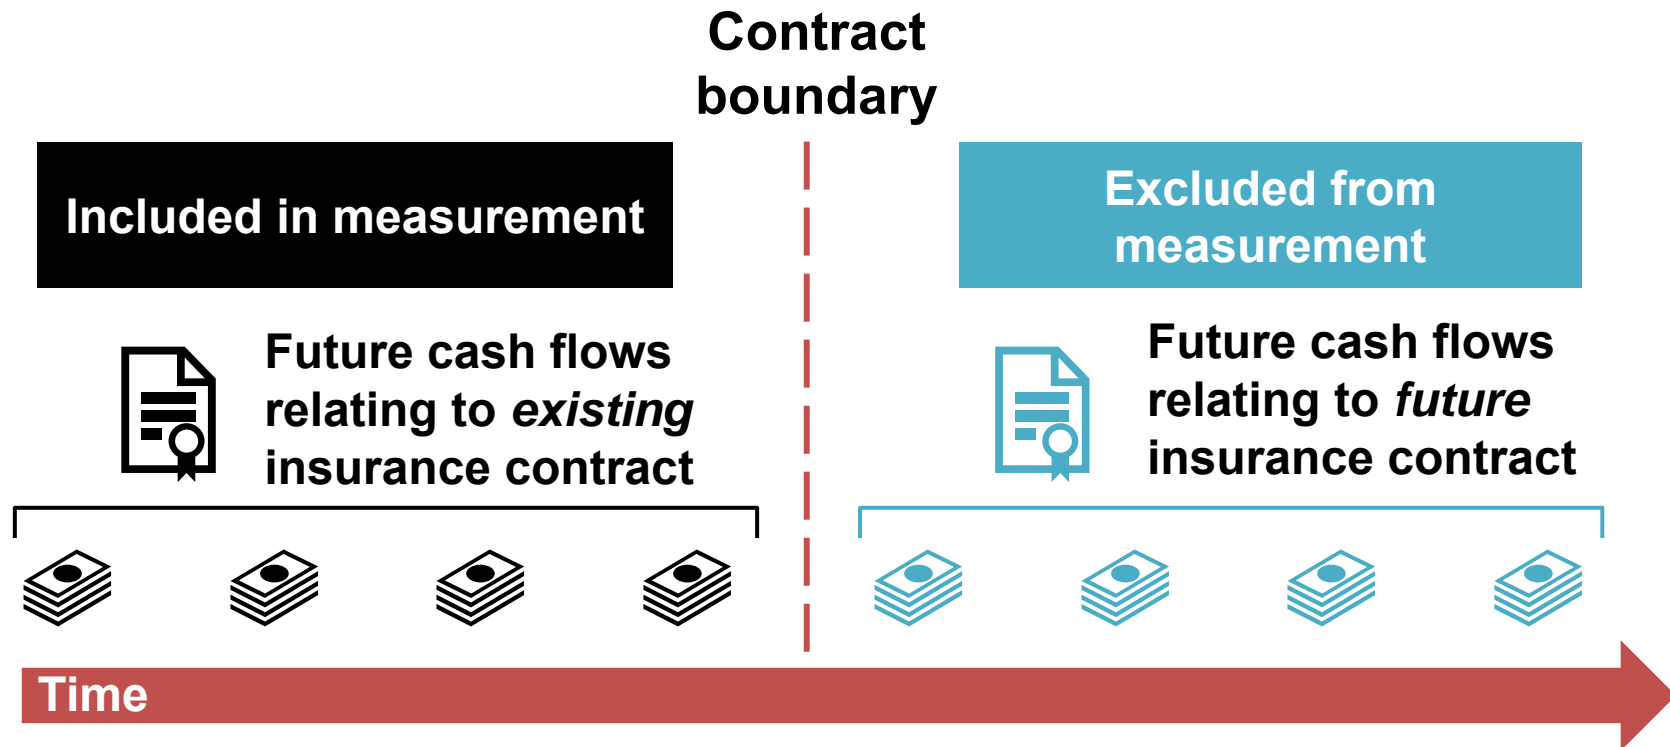 Contract
boundary
Included in measurement
Excluded from
measurement
Future cash flows
relating to existing
insurance contract
Future cash flows
relating to future
insurance contract
Time